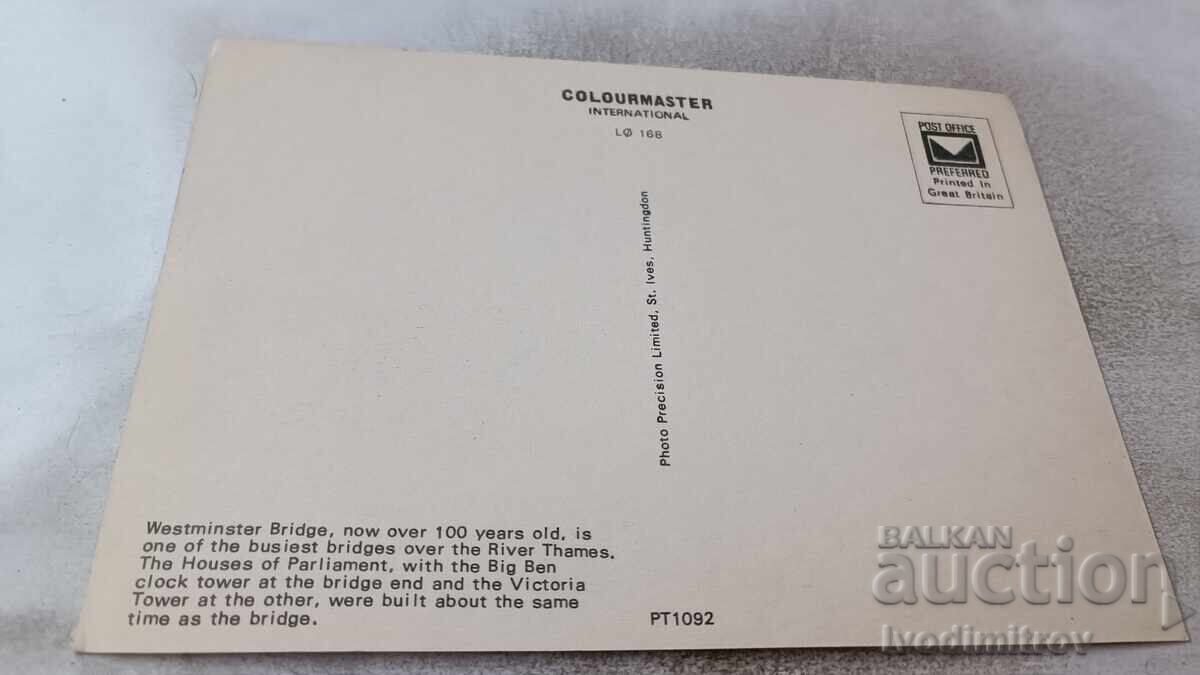 COLOURMASTER
INTERNATIONAL
LØ 168
POST OFFICE
PREFERRED
Printed in
Great Britain
Photo Precision Limited, St. Ives, Huntingdon
Westminster Bridge, now over 100 years old, is
one of the busiest bridges over the River Thames.
The Houses of Parliament, with the Big Ben
clock tower at the bridge end and the Victoria
Tower at the other, were built about the same
time as the bridge.
PT1092
BALKAN
auction
Ivodimitrov